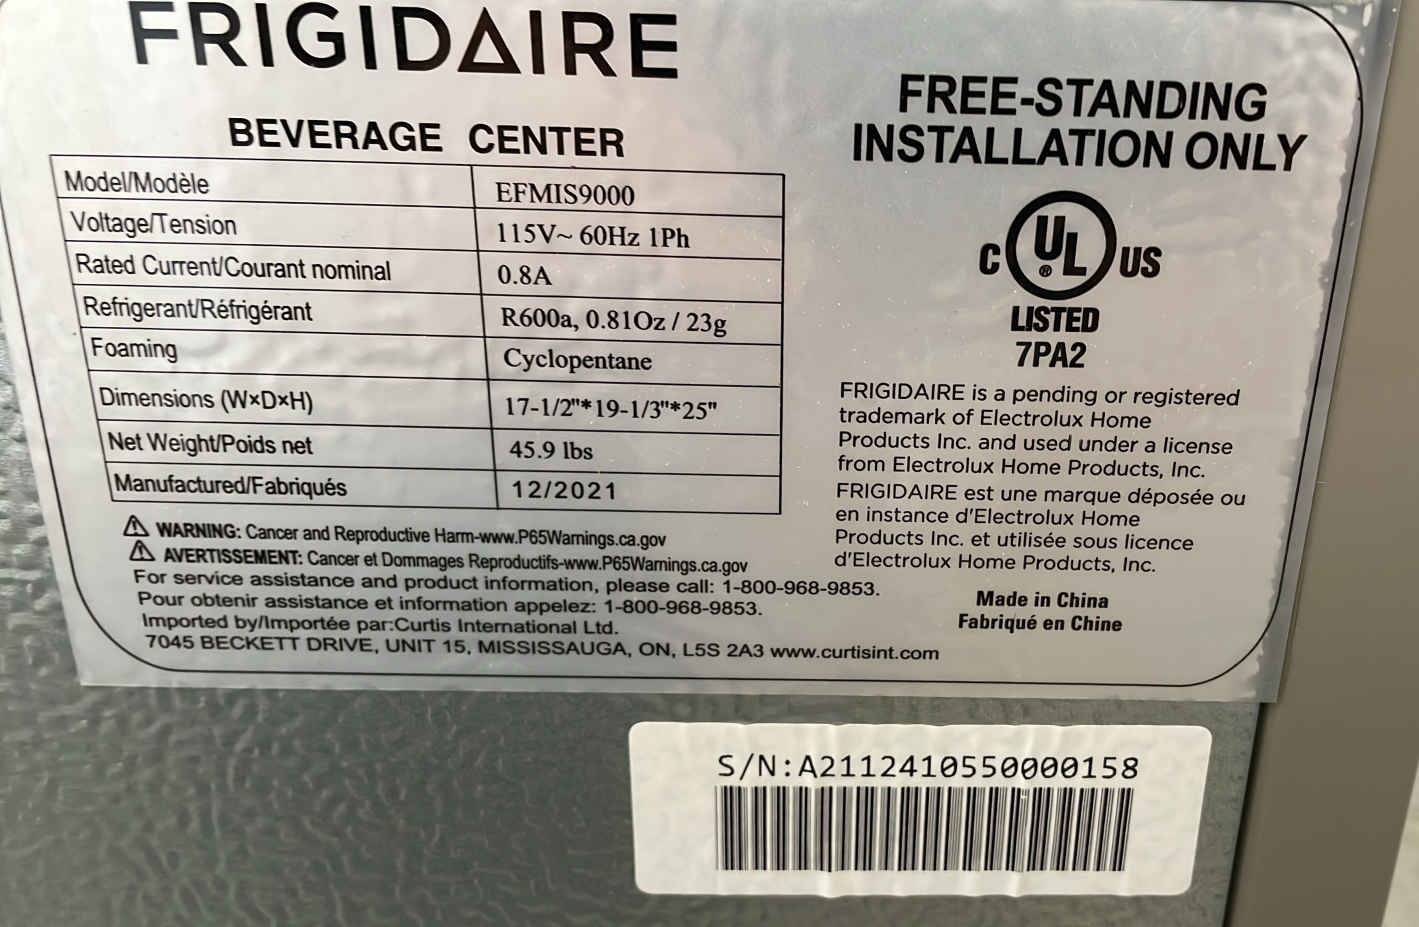 FRIGIDAIRE
BEVERAGE CENTER
Model/Modèle EFMIS9000
Voltage/Tension 115V~ 60Hz 1Ph
Rated Current/Courant nominal 0.8A
Refrigerant/Réfrigérant R600a, 0.81Oz / 23g
Foaming Cyclopentane
Dimensions (W×D×H) 17-1/2"*19-1/3"*25"
Net Weight/Poids net 45.9 lbs
Manufactured/Fabriqués 12/2021
WARNING: Cancer and Reproductive Harm-www.P65Warnings.ca.gov
AVERTISSEMENT: Cancer et Dommages Reproductifs-www.P65Warnings.ca.gov
For service assistance and product information, please call: 1-800-968-9853.
Pour obtenir assistance et information appelez: 1-800-968-9853.
Imported by/Importée par:Curtis International Ltd.
7045 BECKETT DRIVE, UNIT 15, MISSISSAUGA, ON, L5S 2A3 www.curtisint.com
FREE-STANDING
INSTALLATION ONLY
C UL ® US
LISTED
7PA2
FRIGIDAIRE is a pending or registered
trademark of Electrolux Home
Products Inc. and used under a license
from Electrolux Home Products, Inc.
FRIGIDAIRE est une marque déposée ou
en instance d'Electrolux Home
Products Inc. et utilisée sous licence
d'Electrolux Home Products, Inc.
Made in China
Fabriqué en Chine
S/N:A2112410550000158